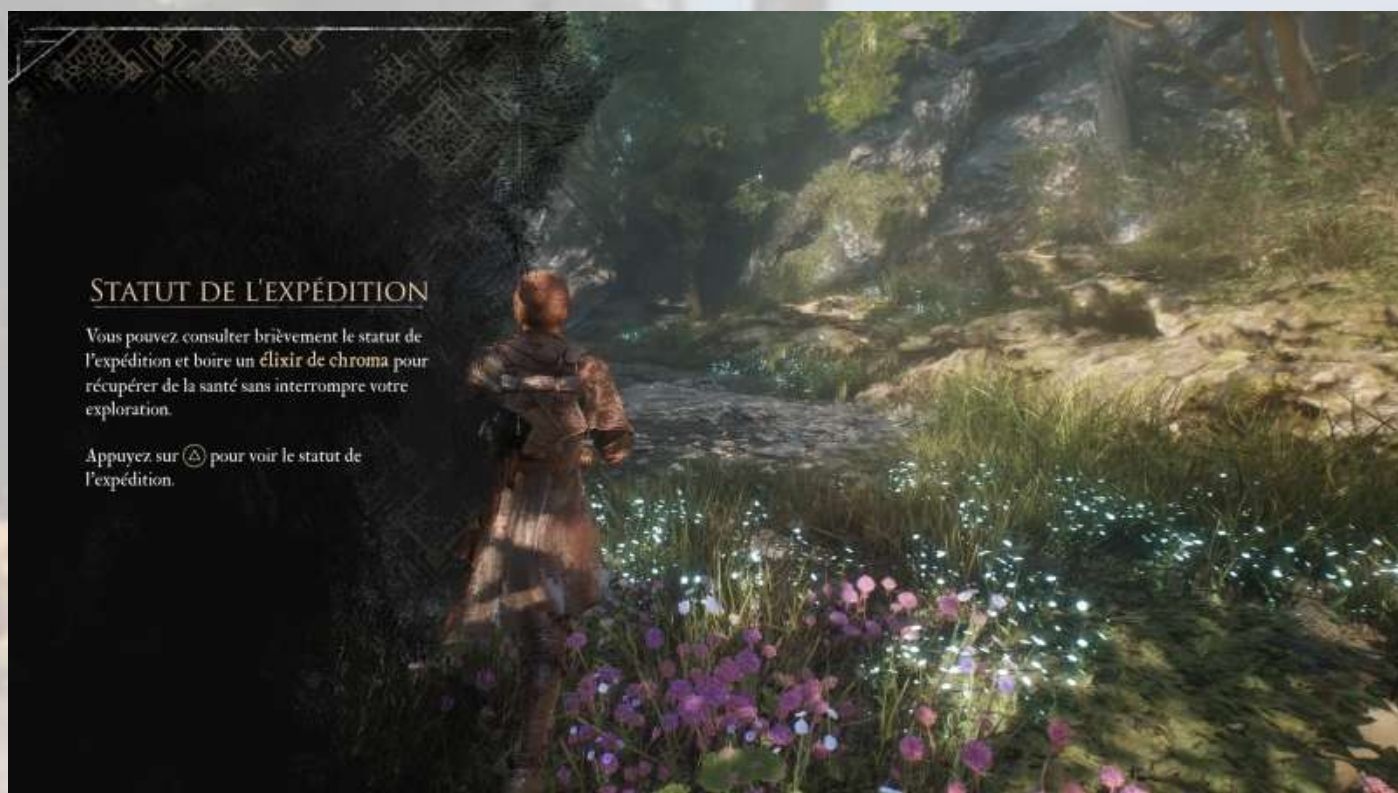 STATUT DE L'EXPÉDITION
Vous pouvez consulter brièvement le statut de
l'expédition et boire un élixir de chroma pour
récupérer de la santé sans interrompre votre
exploration.
Appuyez sur △ pour voir le statut de
l'expédition.